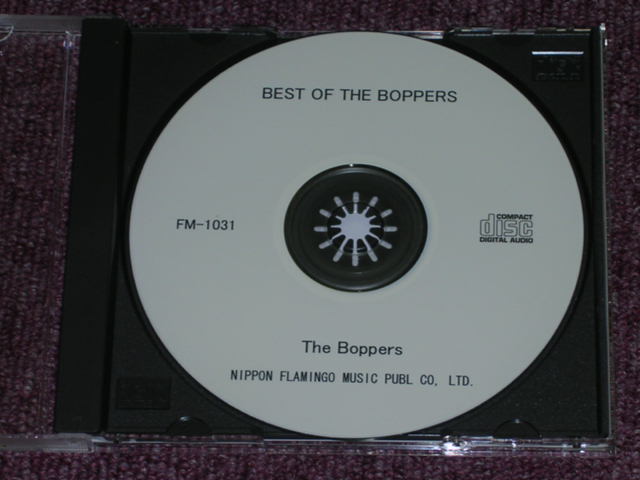 BEST OF THE BOPPERS
FM-1031
COMPACT
disc
DIGITAL AUDIO
The Boppers
NIPPON FLAMINGO MUSIC PUBL CO, LTD.